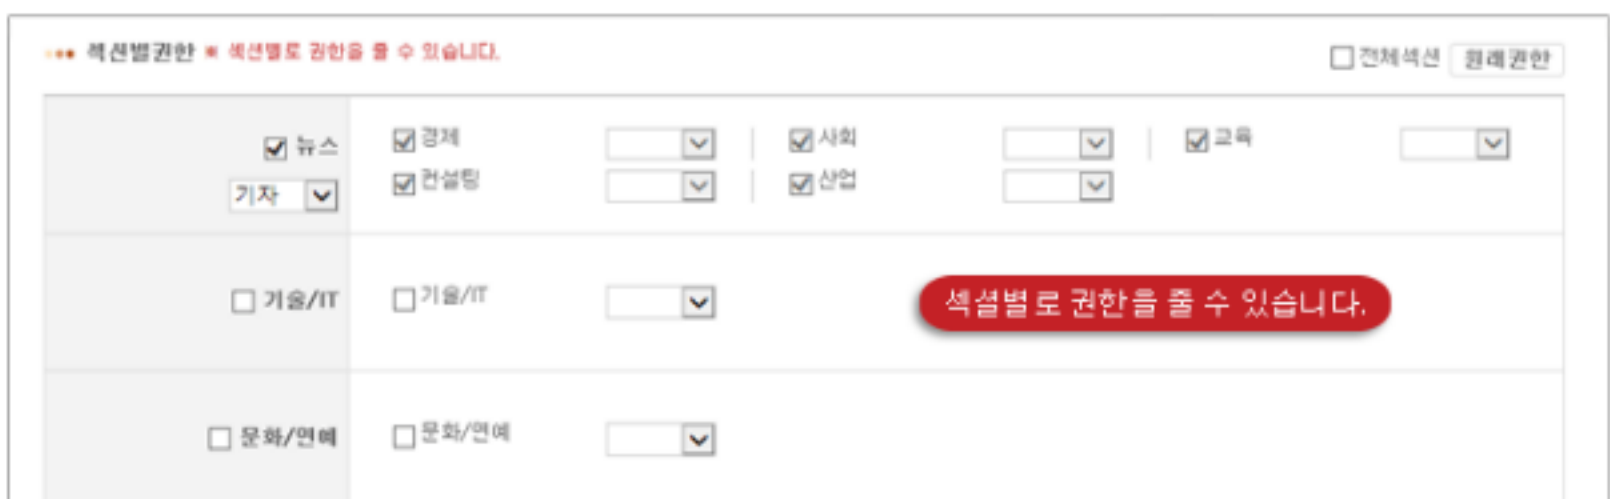 섹션별권한 ※ 섹션별로 권한을 줄 수 있습니다.
전체섹션 원래권한
뉴스 경제 사회 교육
기자 컨설팅 산업
기술/IT 기술/IT
섹셜별로 권한을 줄 수 있습니다.
문화/연예 문화/연예